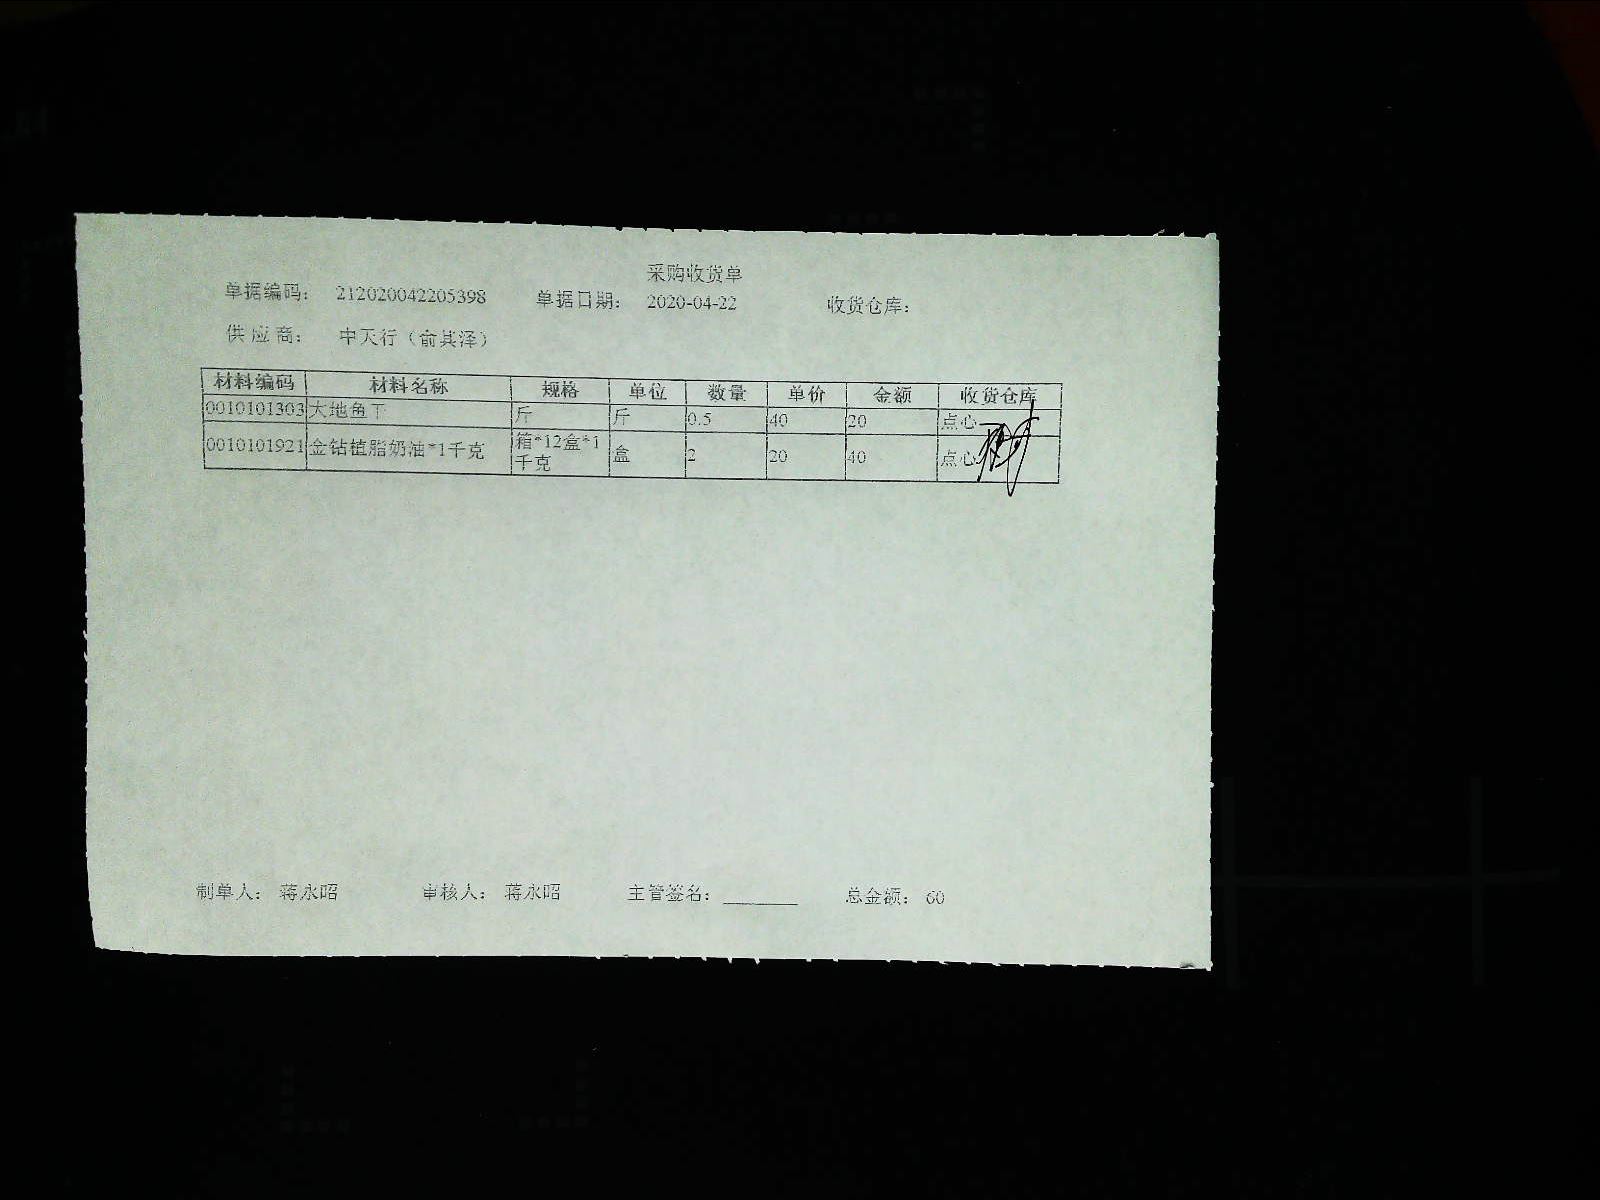 采购收货单
单据编码： 212020042205398 单据日期： 2020-04-22 收货仓库：
供应商： 中天行（俞其泽）
材料编码 材料名称 规格 单位 数量 单价 金额 收货仓库
0010101303 大地鱼干 斤 斤 0.5 40 20 点心
0010101921 金钻植脂奶油*1千克 箱*12盒*1千克 盒 2 20 40 点心
制单人： 蒋永昭 审核人： 蒋永昭 主管签名： 总金额： 60